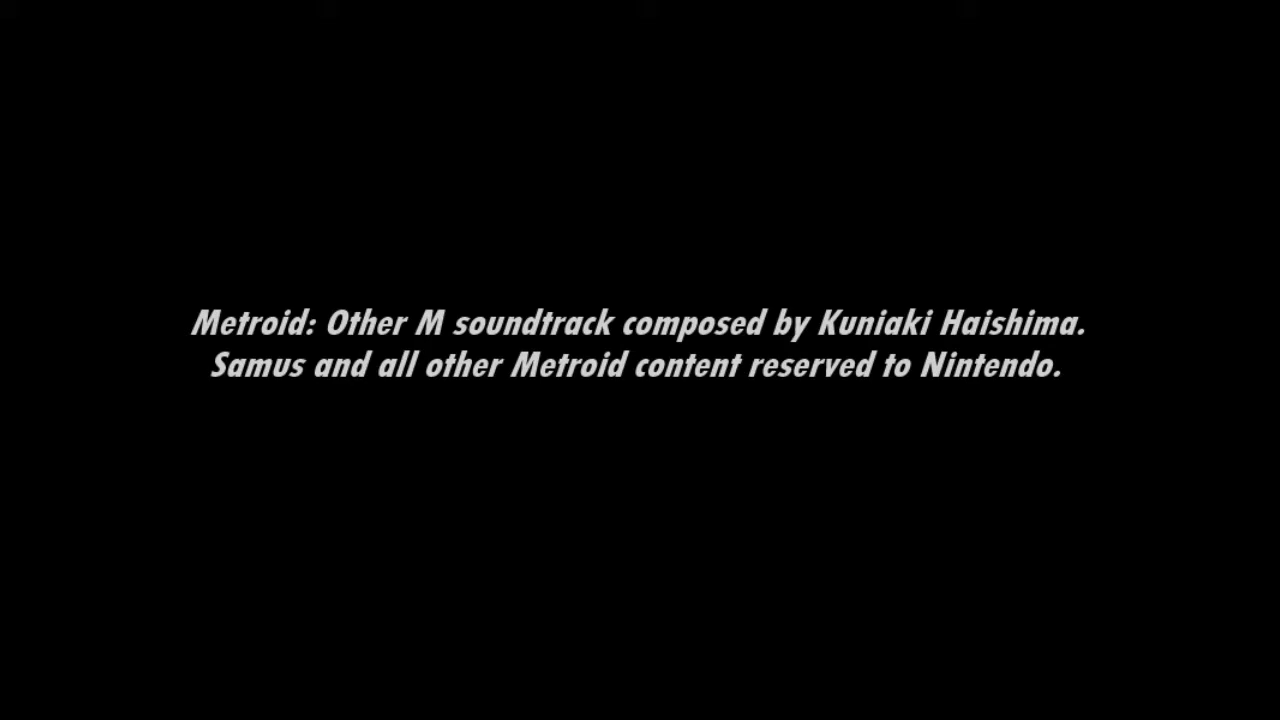 Metroid: Other M soundtrack composed by Kuniaki Haishima.
Samus and all other Metroid content reserved to Nintendo.